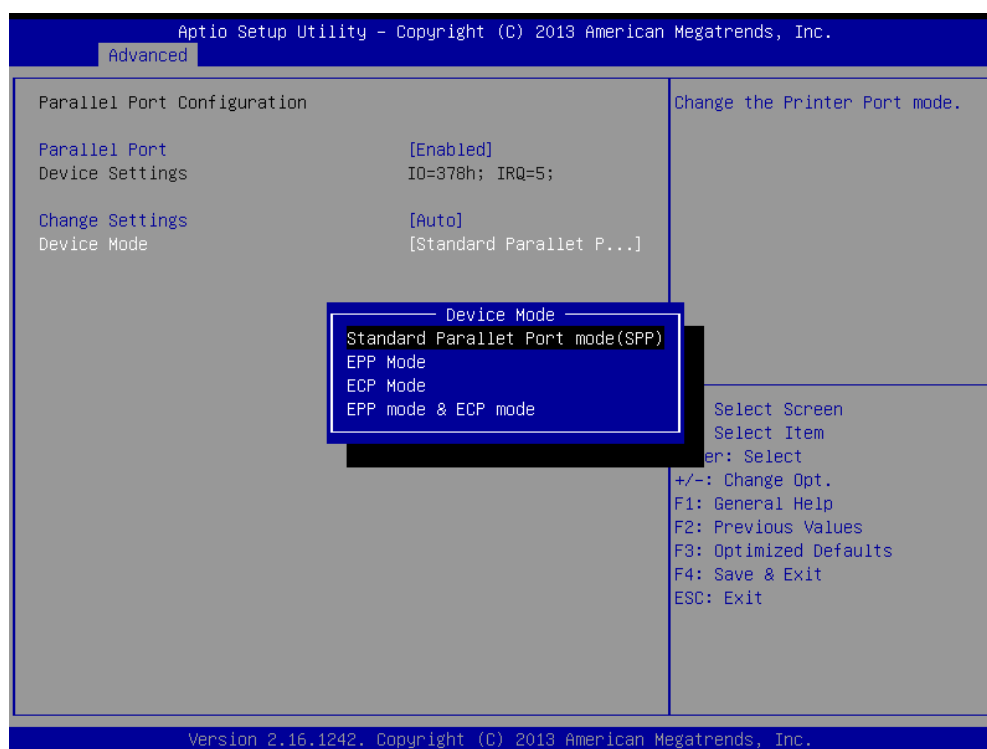 Aptio Setup Utility – Copyright (C) 2013 American Megatrends, Inc.
Advanced
Parallel Port Configuration
Parallel Port [Enabled]
Device Settings IO=378h; IRQ=5;
Change Settings [Auto]
Device Mode [Standard Parallet P...]
Device Mode
Standard Parallet Port mode(SPP)
EPP Mode
ECP Mode
EPP mode & ECP mode
Change the Printer Port mode.
Select Screen
Select Item
er: Select
+/-: Change Opt.
F1: General Help
F2: Previous Values
F3: Optimized Defaults
F4: Save & Exit
ESC: Exit
Version 2.16.1242. Copyright (C) 2013 American Megatrends, Inc.